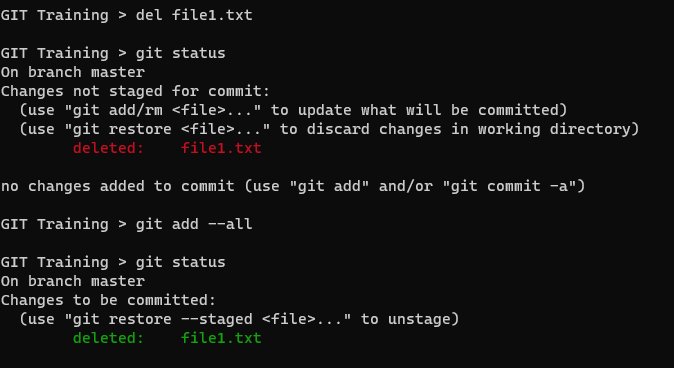 GIT Training > del file1.txt
GIT Training > git status
On branch master
Changes not staged for commit:
  (use "git add/rm <file>..." to update what will be committed)
  (use "git restore <file>..." to discard changes in working directory)
        deleted:    file1.txt
no changes added to commit (use "git add" and/or "git commit -a")
GIT Training > git add --all
GIT Training > git status
On branch master
Changes to be committed:
  (use "git restore --staged <file>..." to unstage)
        deleted:    file1.txt